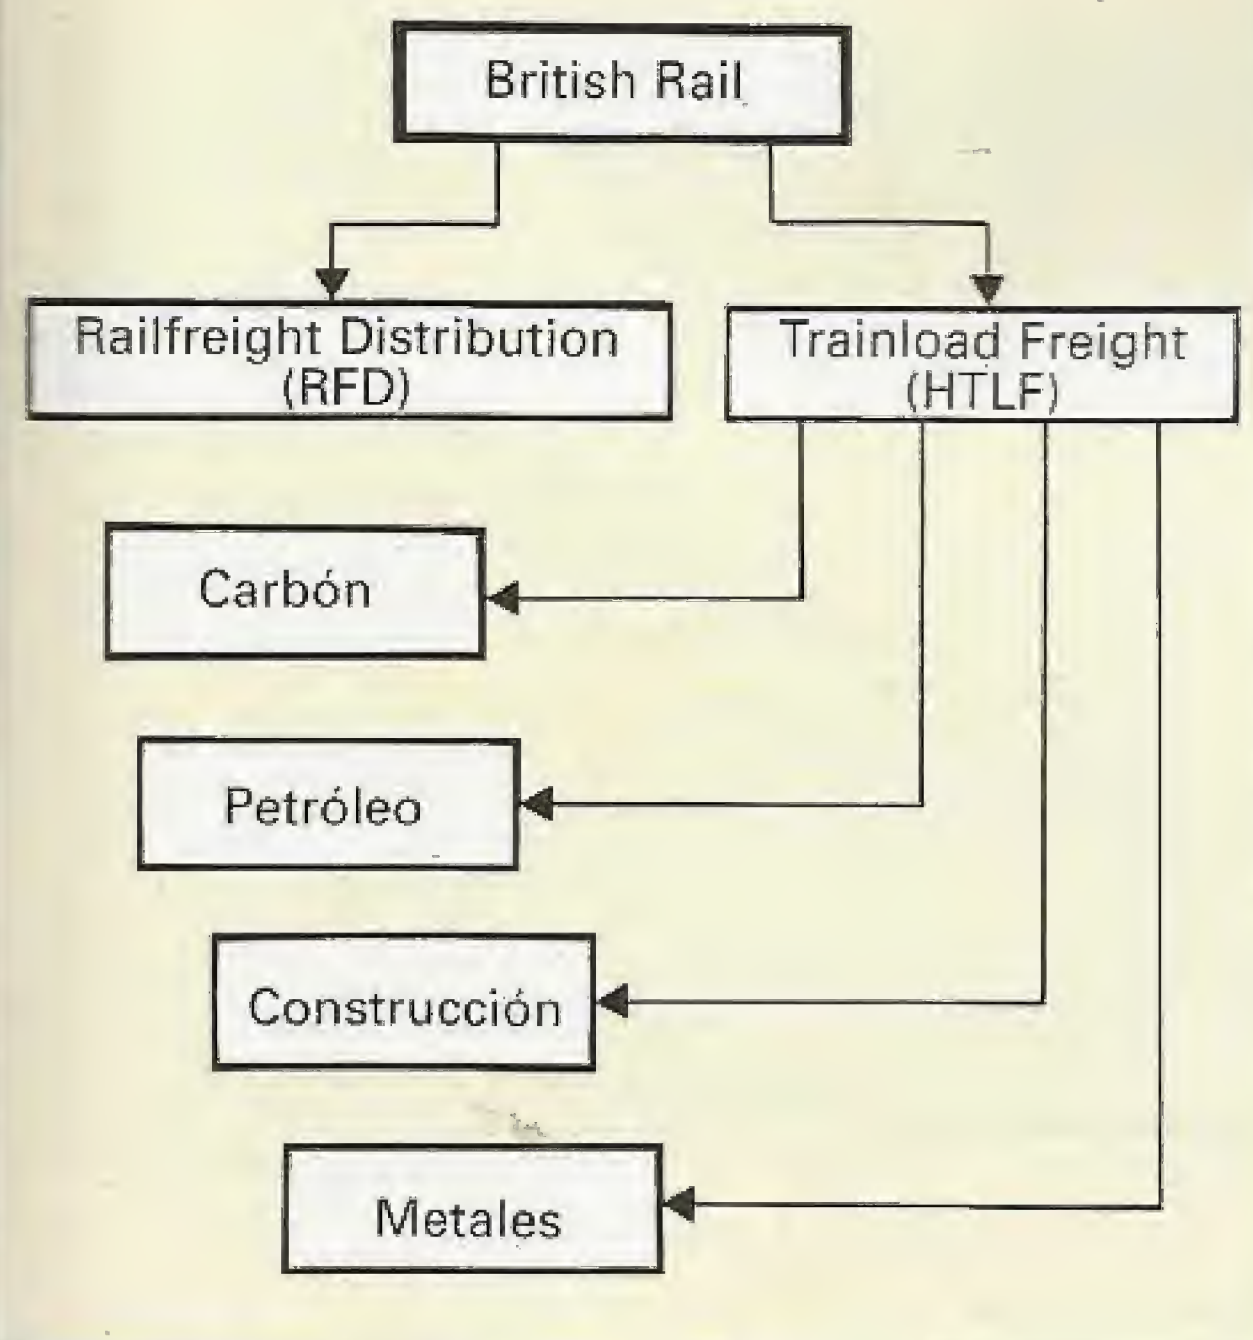 British Rail
Railfreight Distribution
(RFD)
Trainload Freight
(HTLF)
Carbón
Petróleo
Construcción
Metales